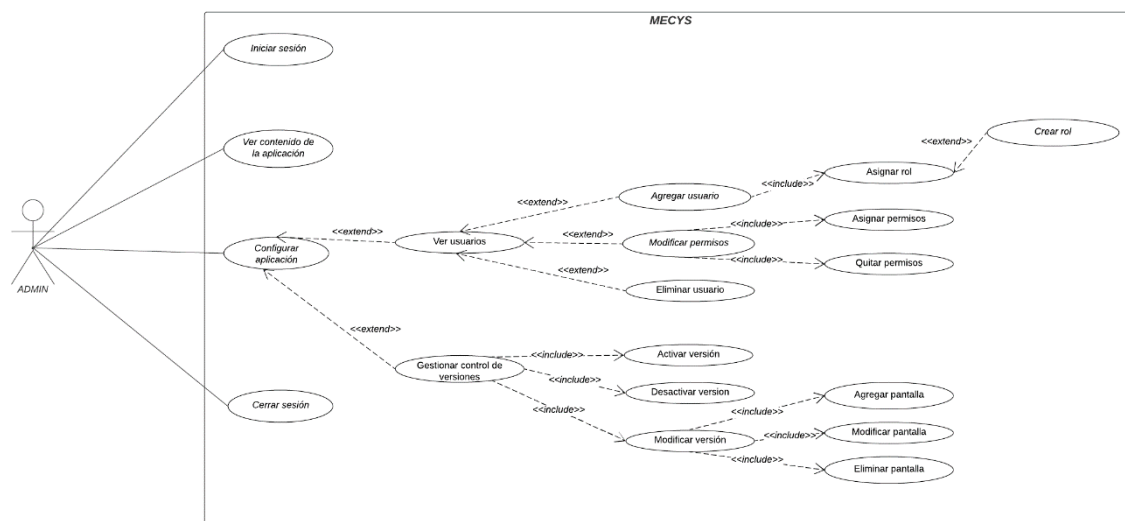 MECYS
Iniciar sesión
Ver contenido de
la aplicación
Crear rol
<<extend>>
Asignar rol
<<include>>
Agregar usuario
<<extend>>
Asignar permisos
<<include>>
Configurar
aplicación
<<extend>>
Ver usuarios
<<extend>>
Modificar permisos
<<include>>
Quitar permisos
<<extend>>
Eliminar usuario
ADMIN
<<extend>>
Gestionar control de
versiones
<<include>>
Activar versión
<<include>>
Desactivar version
<<include>>
Modificar versión
<<include>>
Agregar pantalla
<<include>>
Modificar pantalla
<<include>>
Eliminar pantalla
Cerrar sesión